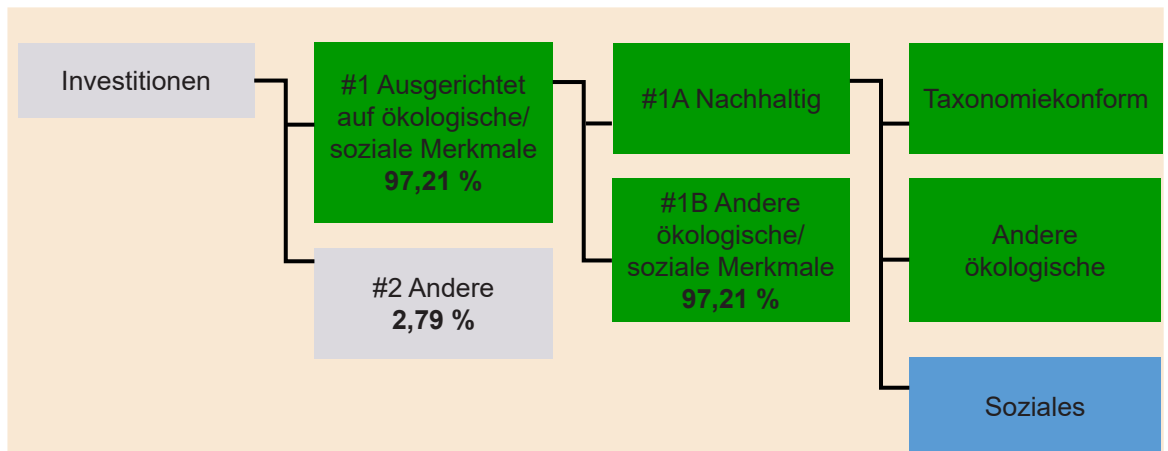 Investitionen
#1 Ausgerichtet
auf ökologische/
soziale Merkmale
97,21 %
#2 Andere
2,79 %
#1A Nachhaltig
#1B Andere
ökologische/
soziale Merkmale
97,21 %
Taxonomiekonform
Andere
ökologische
Soziales